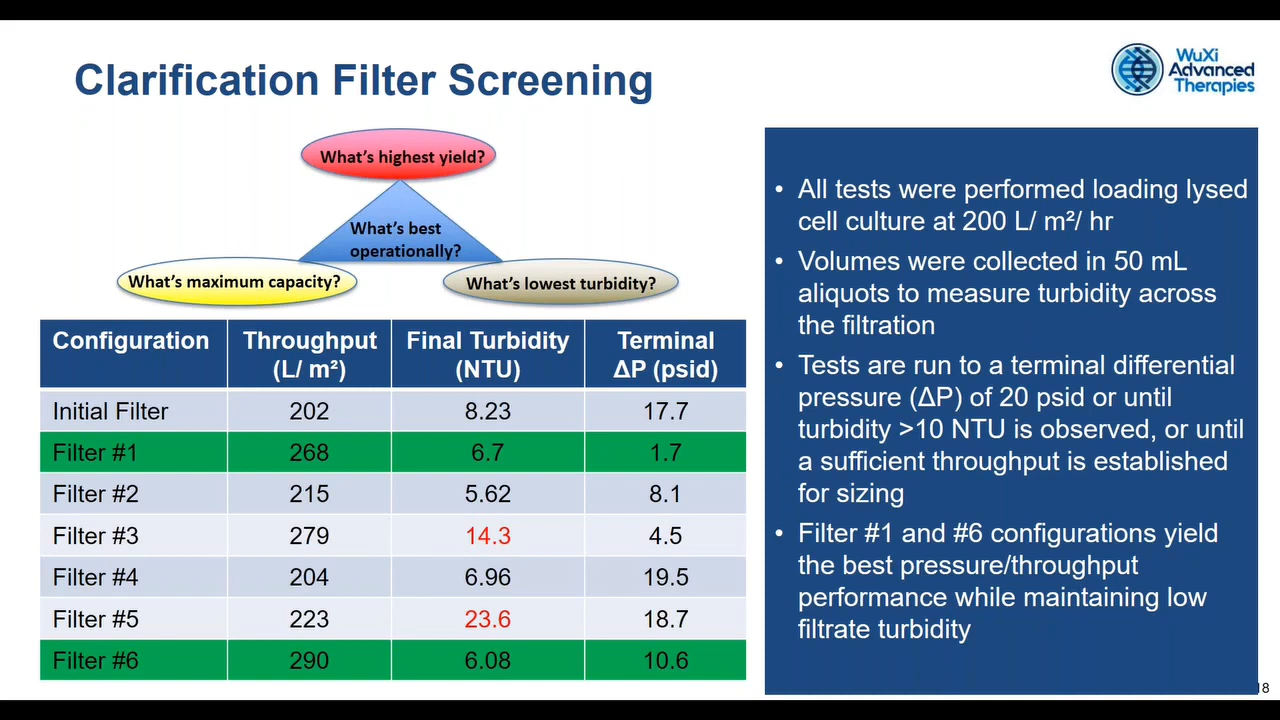 Clarification Filter Screening
WuXi
Advanced
Therapies
What's highest yield?
What's best
operationally?
What's maximum capacity?
What's lowest turbidity?
Configuration Throughput (L/ m²) Final Turbidity (NTU) Terminal ΔP (psid)
Initial Filter 202 8.23 17.7
Filter #1 268 6.7 1.7
Filter #2 215 5.62 8.1
Filter #3 279 14.3 4.5
Filter #4 204 6.96 19.5
Filter #5 223 23.6 18.7
Filter #6 290 6.08 10.6
• All tests were performed loading lysed
cell culture at 200 L/ m²/ hr
• Volumes were collected in 50 mL
aliquots to measure turbidity across
the filtration
• Tests are run to a terminal differential
pressure (ΔP) of 20 psid or until
turbidity >10 NTU is observed, or until
a sufficient throughput is established
for sizing
• Filter #1 and #6 configurations yield
the best pressure/throughput
performance while maintaining low
filtrate turbidity
18